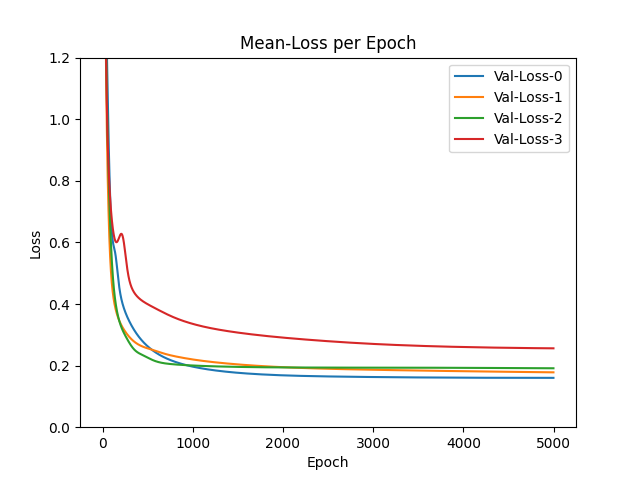 Mean-Loss per Epoch
1.2
1.0
0.8
0.6
0.4
0.2
0.0
Loss
Val-Loss-0
Val-Loss-1
Val-Loss-2
Val-Loss-3
0 1000 2000 3000 4000 5000
Epoch